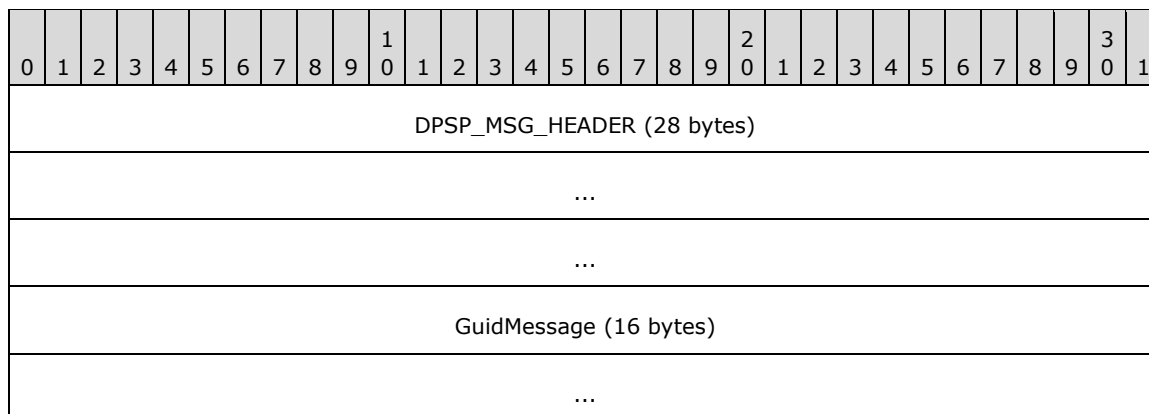 1 2 3
0 1 2 3 4 5 6 7 8 9 0 1 2 3 4 5 6 7 8 9 0 1 2 3 4 5 6 7 8 9 0 1
DPSP_MSG_HEADER (28 bytes)
...
...
GuidMessage (16 bytes)
...